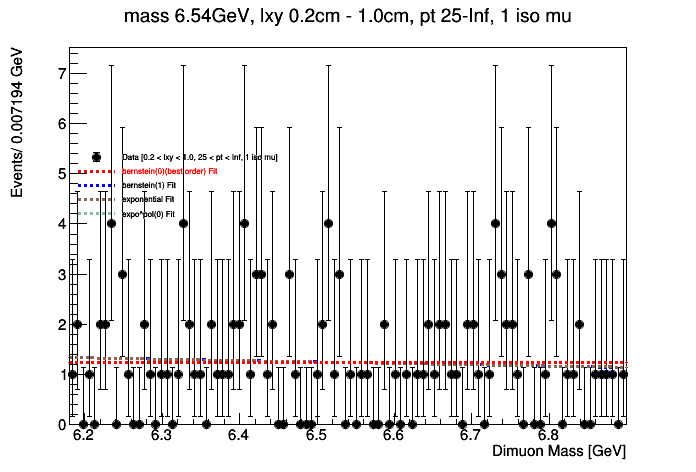 mass 6.54GeV, lxy 0.2cm - 1.0cm, pt 25-Inf, 1 iso mu
Events/ 0.007194 GeV
7
6
5
4
3
2
1
0
Data [0.2 < lxy < 1.0, 25 < pt < Inf, 1 iso mu]
bernstein(0)(best order) Fit
bernstein(1) Fit
exponential Fit
expo*pol(0) Fit
6.2 6.3 6.4 6.5 6.6 6.7 6.8
Dimuon Mass [GeV]